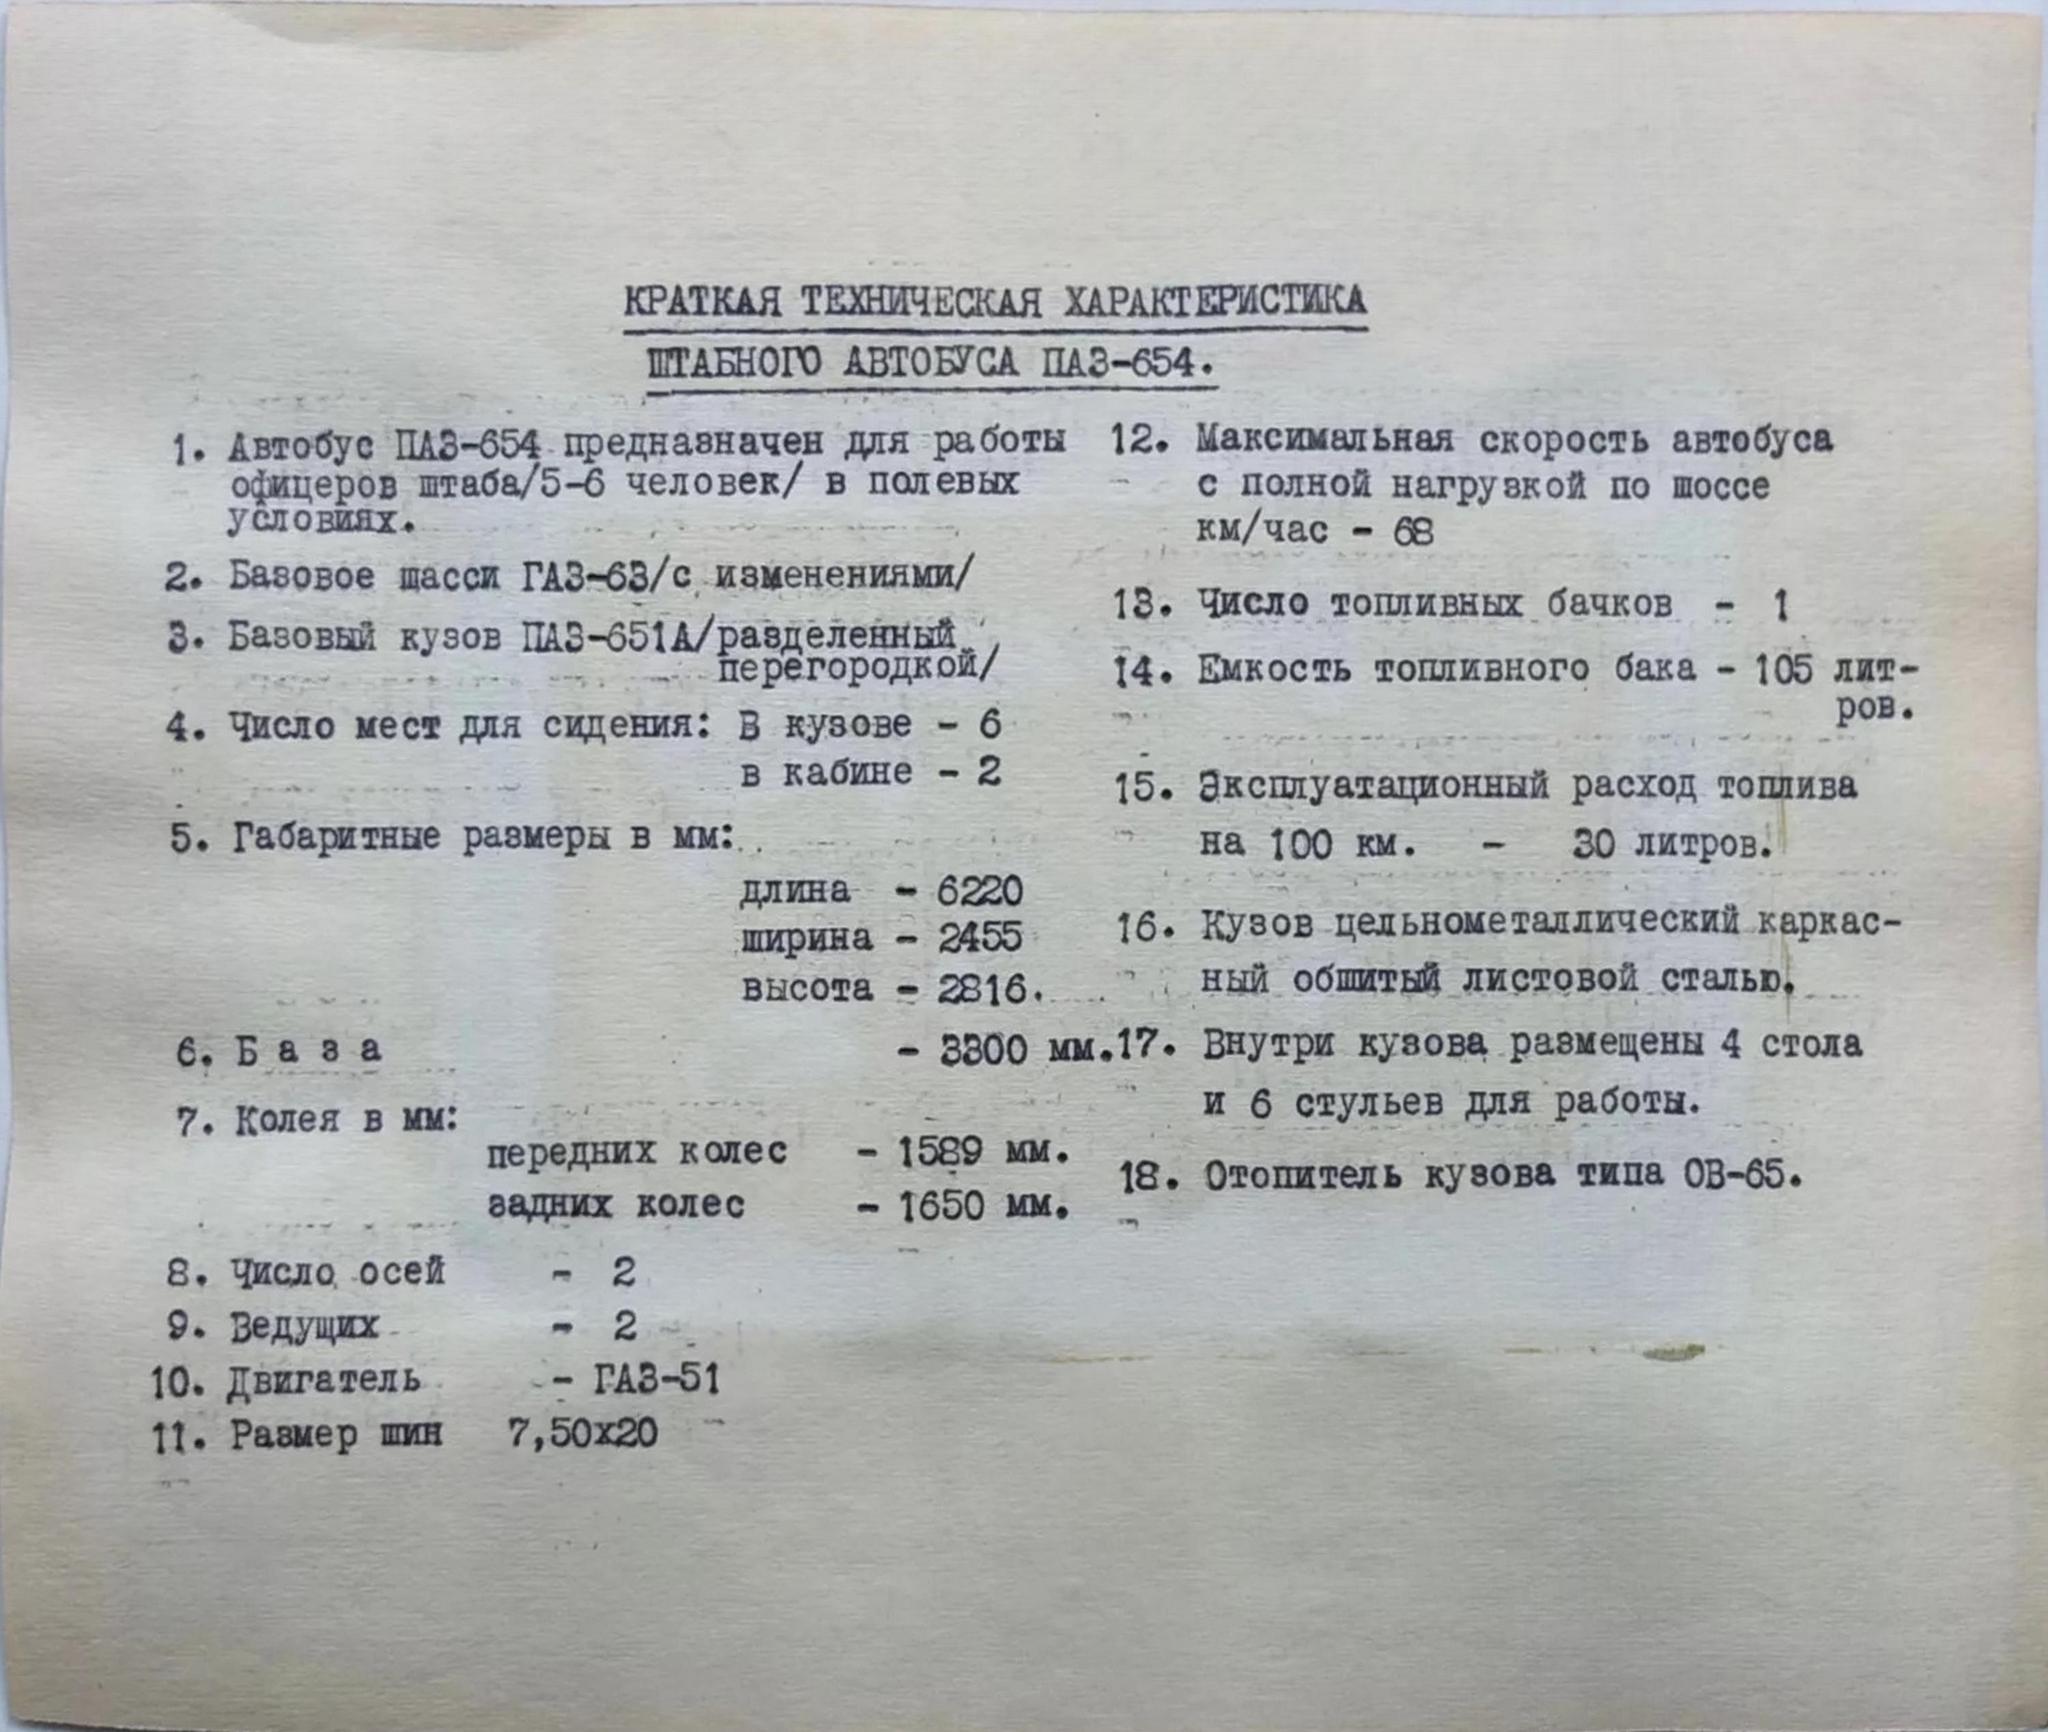 КРАТКАЯ ТЕХНИЧЕСКАЯ ХАРАКТЕРИСТИКА
ШТАБНОГО АВТОБУСА ПАЗ-654.
1. Автобус ПАЗ-654 предназначен для работы
офицеров штаба/5-6 человек/ в полевых
условиях.
2. Базовое шасси ГАЗ-63/с изменениями/
3. Базовый кузов ПАЗ-651А/разделенный
перегородкой/
4. Число мест для сидения: В кузове - 6
в кабине - 2
5. Габаритные размеры в мм:
длина - 6220
ширина - 2455
высота - 2816.
6. Б а з а - 3300 мм.
7. Колея в мм:
передних колес - 1589 мм.
задних колес - 1650 мм.
8. Число осей - 2
9. Ведущих - 2
10. Двигатель - ГАЗ-51
11. Размер шин 7,50х20
12. Максимальная скорость автобуса
с полной нагрузкой по шоссе
км/час - 68
13. Число топливных бачков - 1
14. Емкость топливного бака - 105 лит-
ров.
15. Эксплуатационный расход топлива
на 100 км. - 30 литров.
16. Кузов цельнометаллический каркас-
ный обшитый листовой сталью.
17. Внутри кузова размещены 4 стола
и 6 стульев для работы.
18. Отопитель кузова типа ОВ-65.